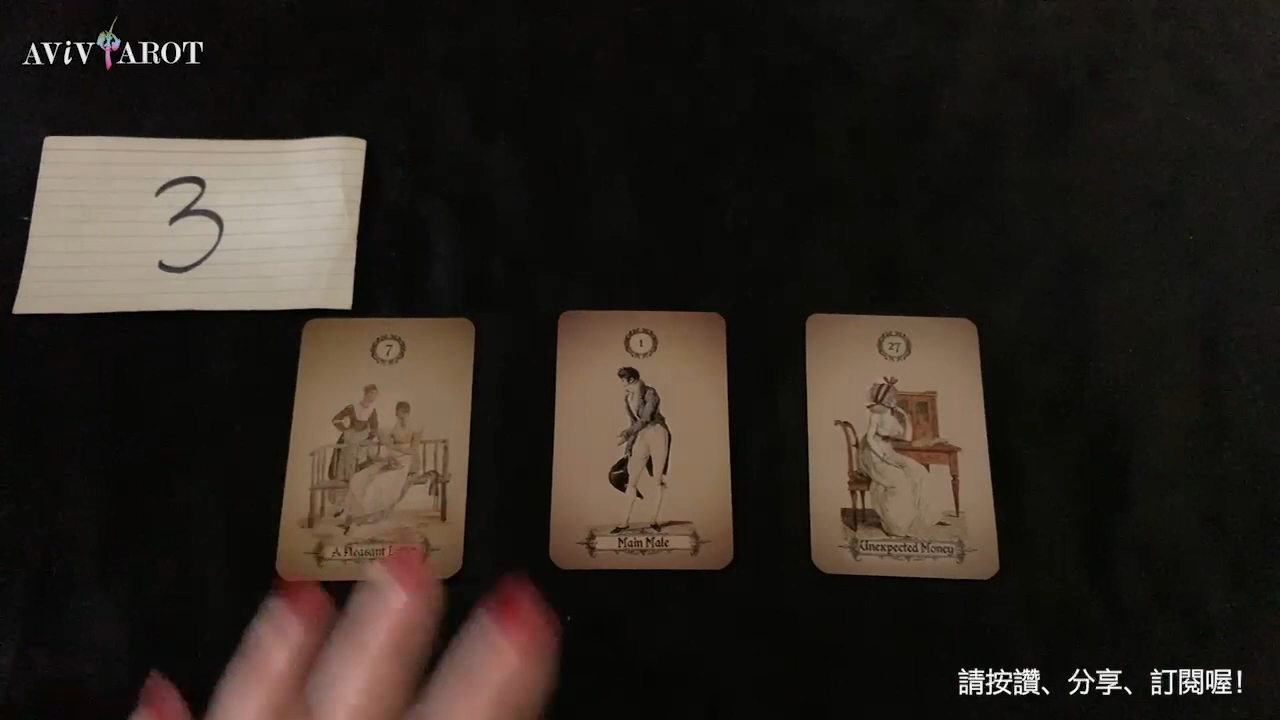 AViVTAROT
3
7
1
27
A Pleasant
Main Male
Unexpected Money
請按讚、分享、訂閱喔!